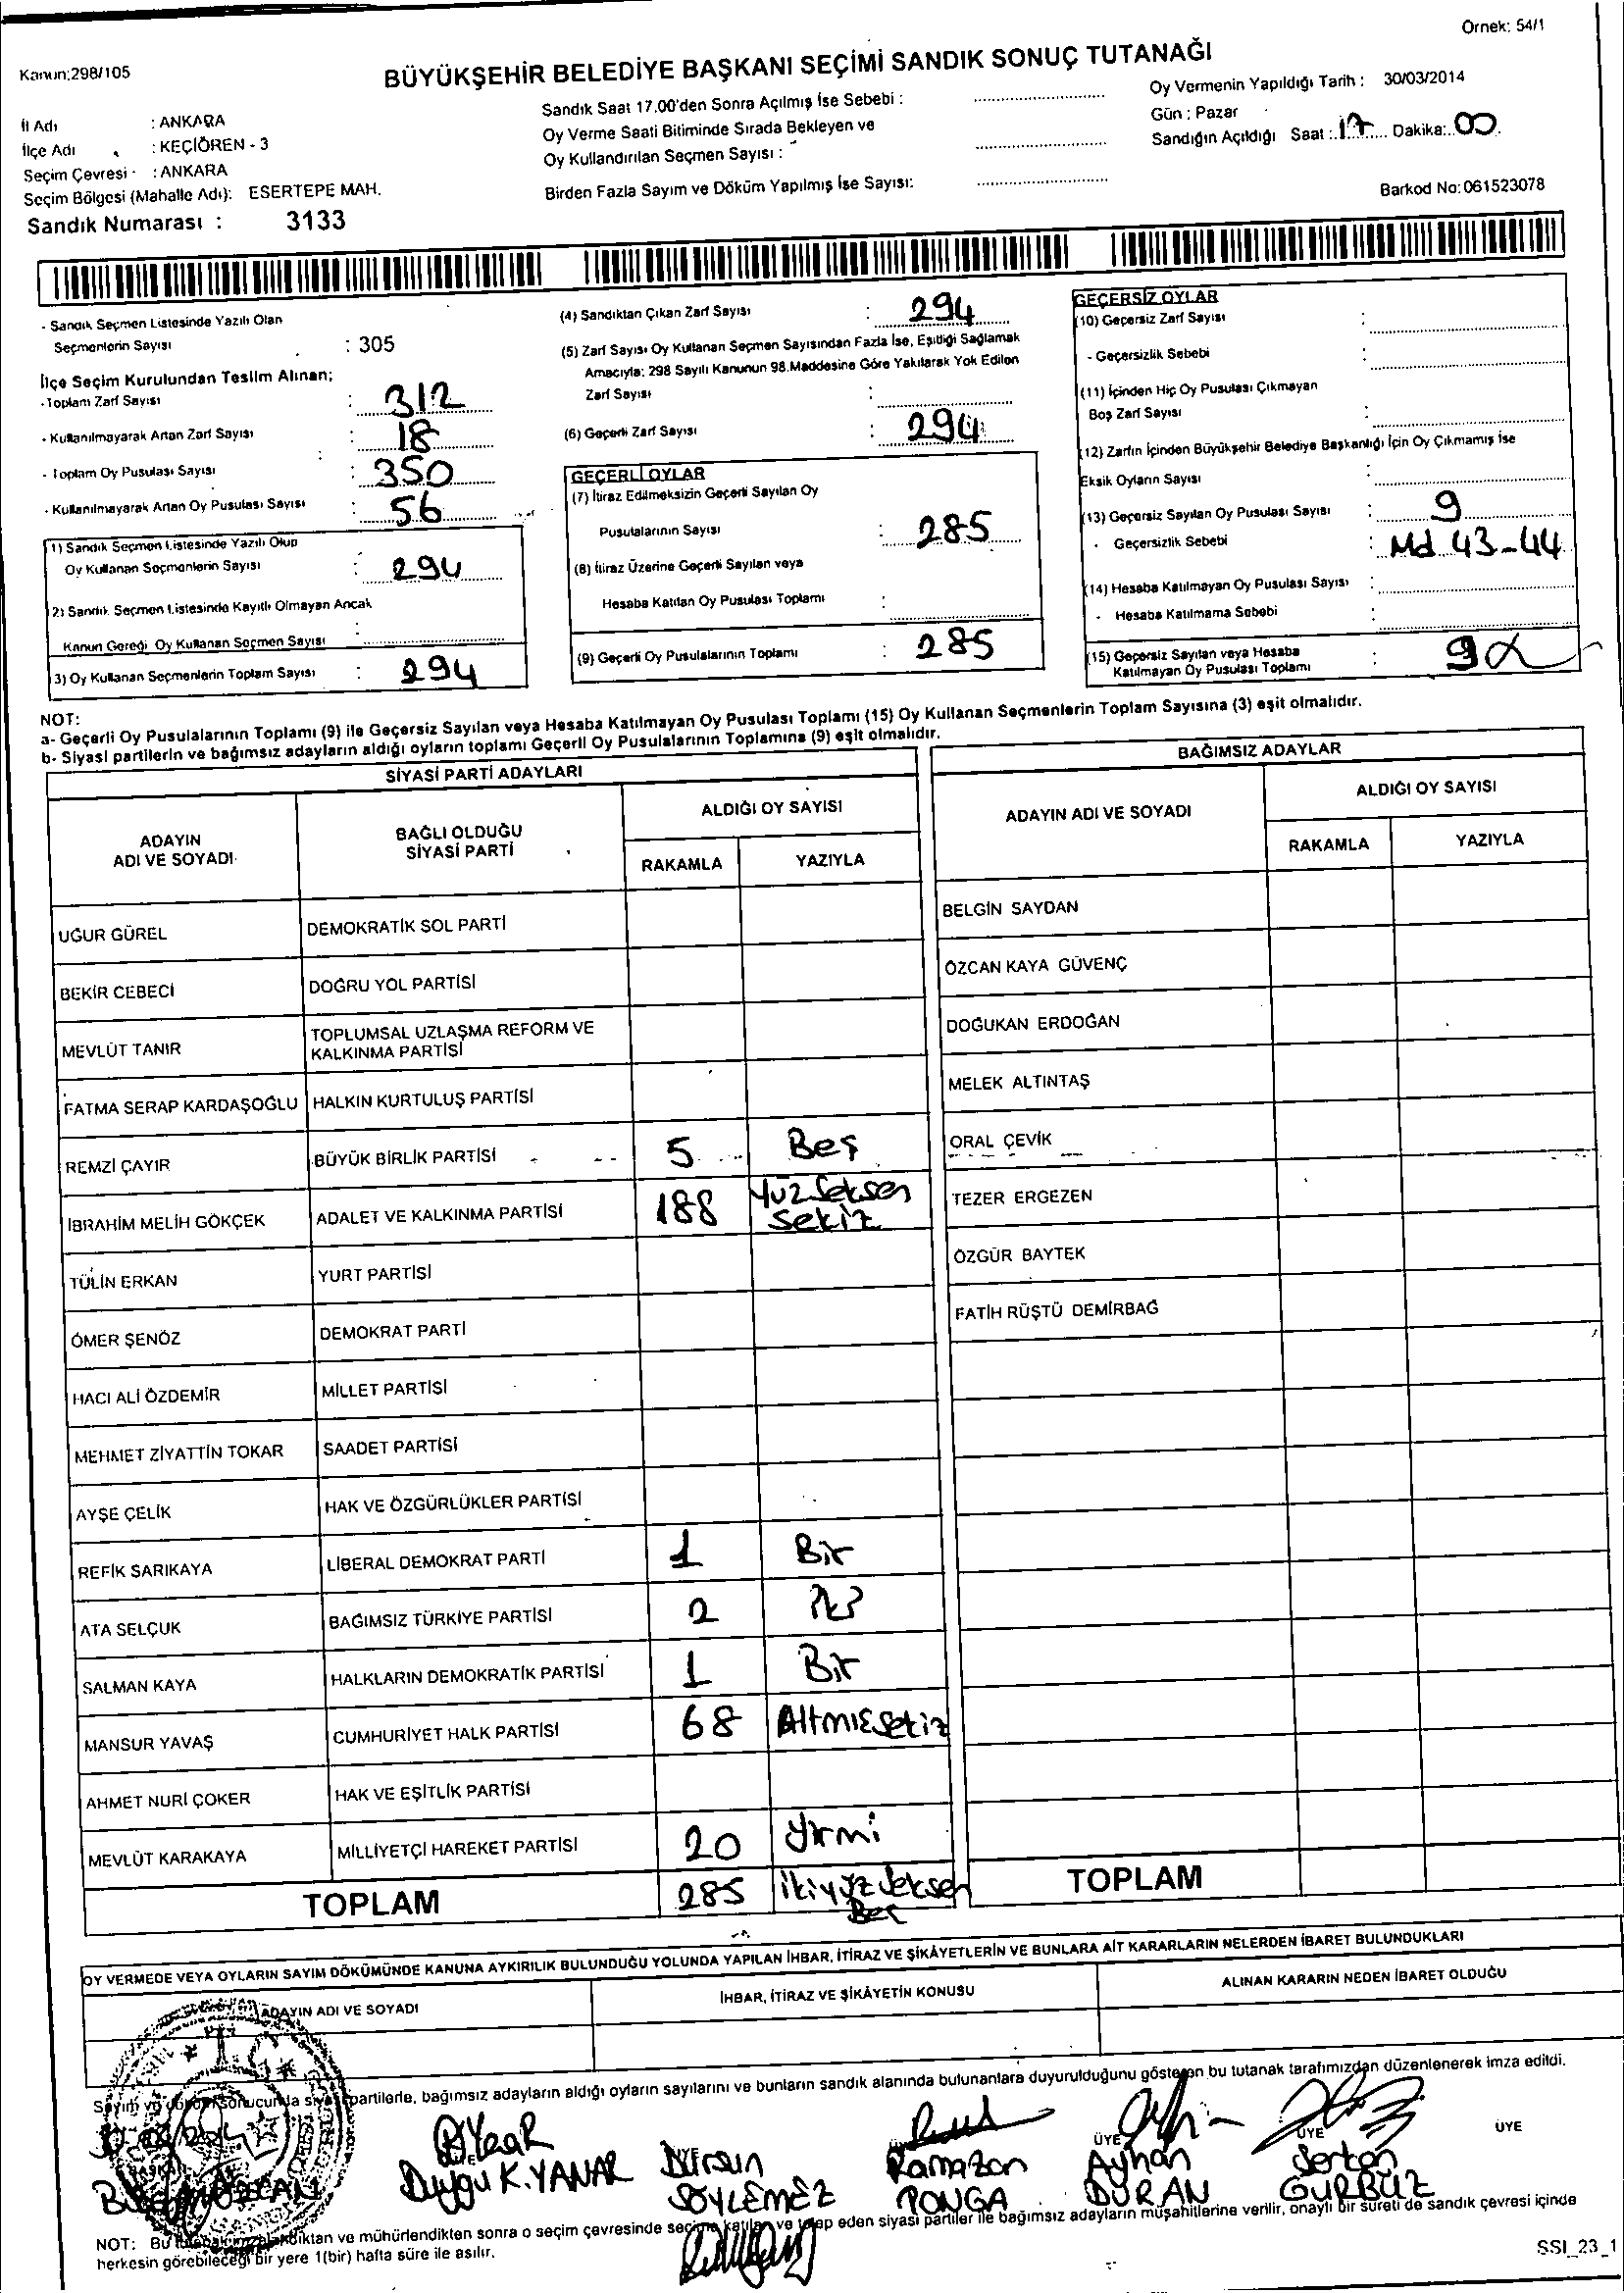 Örnek: 54/1
Kanun:298/105
BÜYÜKŞEHİR BELEDİYE BAŞKANI SEÇİMİ SANDIK SONUÇ TUTANAĞI
İl Adı : ANKARA
İlçe Adı : KEÇİÖREN - 3
Seçim Çevresi : ANKARA
Seçim Bölgesi (Mahalle Adı): ESERTEPE MAH.
Sandık Numarası : 3133
Sandık Saat 17.00'den Sonra Açılmış İse Sebebi :
Oy Verme Saati Bitiminde Sırada Bekleyen ve
Oy Kullandırılan Seçmen Sayısı :
Birden Fazla Sayım ve Döküm Yapılmış İse Sayısı:
Oy Vermenin Yapıldığı Tarih : 30/03/2014
Gün : Pazar
Sandığın Açıldığı Saat : 17 Dakika: 00
Barkod No: 061523078
- Sandık Seçmen Listesinde Yazılı Olan
Seçmenlerin Sayısı : 305
İlçe Seçim Kurulundan Teslim Alınan;
- Toplam Zarf Sayısı : 312
- Kullanılmayarak Artan Zarf Sayısı : 18
- Toplam Oy Pusulası Sayısı : 350
- Kullanılmayarak Artan Oy Pusulası Sayısı : 56
1) Sandık Seçmen Listesinde Yazılı Olup
Oy Kullanan Seçmenlerin Sayısı : 294
2) Sandık Seçmen Listesinde Kayıtlı Olmayan Ancak
Kanun Gereği Oy Kullanan Seçmen Sayısı :
3) Oy Kullanan Seçmenlerin Toplam Sayısı : 294
(4) Sandıktan Çıkan Zarf Sayısı : 294
(5) Zarf Sayısı Oy Kullanan Seçmen Sayısından Fazla İse, Eşitliği Sağlamak
Amacıyla: 298 Sayılı Kanunun 98.Maddesine Göre Yakılarak Yok Edilen
Zarf Sayısı :
(6) Geçerli Zarf Sayısı : 294
GEÇERLİ OYLAR
(7) İtiraz Edilmeksizin Geçerli Sayılan Oy
Pusulalarının Sayısı : 285
(8) İtiraz Üzerine Geçerli Sayılan veya
Hesaba Katılan Oy Pusulası Toplamı :
(9) Geçerli Oy Pusulalarının Toplamı : 285
GEÇERSİZ OYLAR
(10) Geçersiz Zarf Sayısı :
- Geçersizlik Sebebi :
(11) İçinden Hiç Oy Pusulası Çıkmayan
Boş Zarf Sayısı :
(12) Zarfın İçinden Büyükşehir Belediye Başkanlığı İçin Oy Çıkmamış İse
Eksik Oyların Sayısı :
(13) Geçersiz Sayılan Oy Pusulası Sayısı : 9
- Geçersizlik Sebebi : Md 43-44
(14) Hesaba Katılmayan Oy Pusulası Sayısı :
- Hesaba Katılmama Sebebi :
(15) Geçersiz Sayılan veya Hesaba
Katılmayan Oy Pusulası Toplamı : 9
NOT:
a- Geçerli Oy Pusulalarının Toplamı (9) ile Geçersiz Sayılan veya Hesaba Katılmayan Oy Pusulası Toplamı (15) Oy Kullanan Seçmenlerin Toplam Sayısına (3) eşit olmalıdır.
b- Siyasi partilerin ve bağımsız adayların aldığı oyların toplamı Geçerli Oy Pusulalarının Toplamına (9) eşit olmalıdır.
SİYASİ PARTİ ADAYLARI
ADAYIN ADI VE SOYADI
BAĞLI OLDUĞU SİYASİ PARTİ
ALDIĞI OY SAYISI
RAKAMLA YAZIYLA
UĞUR GÜREL DEMOKRATİK SOL PARTİ
BEKİR CEBECİ DOĞRU YOL PARTİSİ
MEVLÜT TANIR TOPLUMSAL UZLAŞMA REFORM VE
KALKINMA PARTİSİ
FATMA SERAP KARDAŞOĞLU HALKIN KURTULUŞ PARTİSİ
REMZİ ÇAYIR BÜYÜK BİRLİK PARTİSİ 5 Beş
İBRAHİM MELİH GÖKÇEK ADALET VE KALKINMA PARTİSİ 188 Yüz Seksen
Sekiz
TÜLİN ERKAN YURT PARTİSİ
ÖMER ŞENÖZ DEMOKRAT PARTİ
HACI ALİ ÖZDEMİR MİLLET PARTİSİ
MEHMET ZİYATTİN TOKAR SAADET PARTİSİ
AYŞE ÇELİK HAK VE ÖZGÜRLÜKLER PARTİSİ
REFİK SARIKAYA LİBERAL DEMOKRAT PARTİ 1 Bir
ATA SELÇUK BAĞIMSIZ TÜRKİYE PARTİSİ 2 İki
SALMAN KAYA HALKLARIN DEMOKRATİK PARTİSİ 1 Bir
MANSUR YAVAŞ CUMHURİYET HALK PARTİSİ 68 Altmışsekiz
AHMET NURİ ÇOKER HAK VE EŞİTLİK PARTİSİ
MEVLÜT KARAKAYA MİLLİYETÇİ HAREKET PARTİSİ 20 Yirmi
TOPLAM 285 İkiyüz Seksen
Beş
BAĞIMSIZ ADAYLAR
ADAYIN ADI VE SOYADI
ALDIĞI OY SAYISI
RAKAMLA YAZIYLA
BELGİN SAYDAN
ÖZCAN KAYA GÜVENÇ
DOĞUKAN ERDOĞAN
MELEK ALTINTAŞ
ORAL ÇEVİK
TEZER ERGEZEN
ÖZGÜR BAYTEK
FATİH RÜŞTÜ DEMİRBAĞ
TOPLAM
OY VERMEDE VEYA OYLARIN SAYIM DÖKÜMÜNDE KANUNA AYKIRILIK BULUNDUĞU YOLUNDA YAPILAN İHBAR, İTİRAZ VE ŞİKÂYETLERİN VE BUNLARA AİT KARARLARIN NELERDEN İBARET BULUNDUKLARI
ADAYIN ADI VE SOYADI
İHBAR, İTİRAZ VE ŞİKÂYETİN KONUSU
ALINAN KARARIN NEDEN İBARET OLDUĞU
Sayım ve döküm sonucunda siyasi partilerle, bağımsız adayların aldığı oyların sayılarını ve bunların sandık alanında bulunanlara duyurulduğunu gösteren bu tutanak tarafımızdan düzenlenerek imza edildi.
ÜYE ÜYE ÜYE
Duygu K. YANAR
Dursun SÖYLEMEZ
Ramazan PONGA
Ayhan DURAN
Serkan GÜRBÜZ
NOT: Bu tutanak imzalandıktan ve mühürlendikten sonra o seçim çevresinde seçime katılan ve talep eden siyasi partiler ile bağımsız adayların müşahitlerine verilir, onaylı bir sureti de sandık çevresi içinde
herkesin görebileceği bir yere 1(bir) hafta süre ile asılır.
SSI_23_1